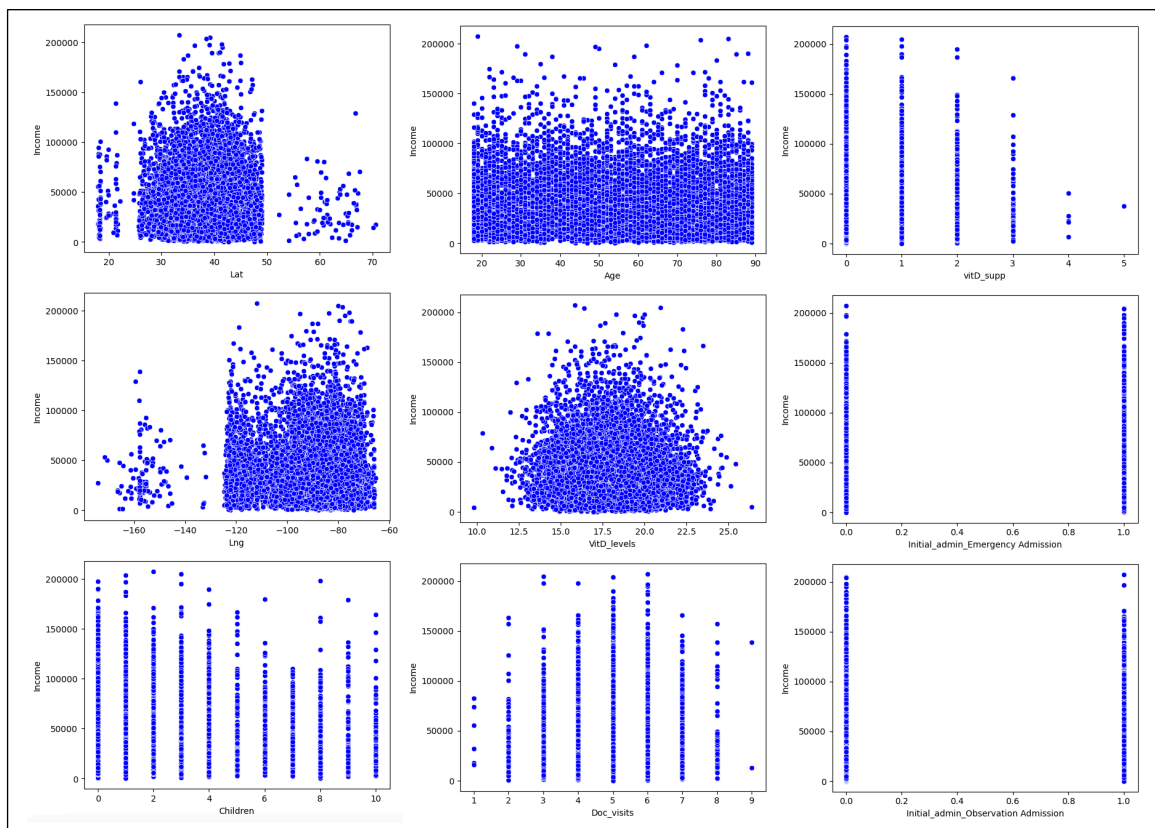 200000
150000
100000
50000
0
Income
20 30 40 50 60 70
Lat
200000
150000
100000
50000
0
Income
20 30 40 50 60 70 80 90
Age
200000
150000
100000
50000
0
Income
0 1 2 3 4 5
vitD_supp
200000
150000
100000
50000
0
Income
−160 −140 −120 −100 −80 −60
Lng
200000
150000
100000
50000
0
Income
10.0 12.5 15.0 17.5 20.0 22.5 25.0
VitD_levels
200000
150000
100000
50000
0
Income
0.0 0.2 0.4 0.6 0.8 1.0
Initial_admin_Emergency Admission
200000
150000
100000
50000
0
Income
0 2 4 6 8 10
Children
200000
150000
100000
50000
0
Income
1 2 3 4 5 6 7 8 9
Doc_visits
200000
150000
100000
50000
0
Income
0.0 0.2 0.4 0.6 0.8 1.0
Initial_admin_Observation Admission